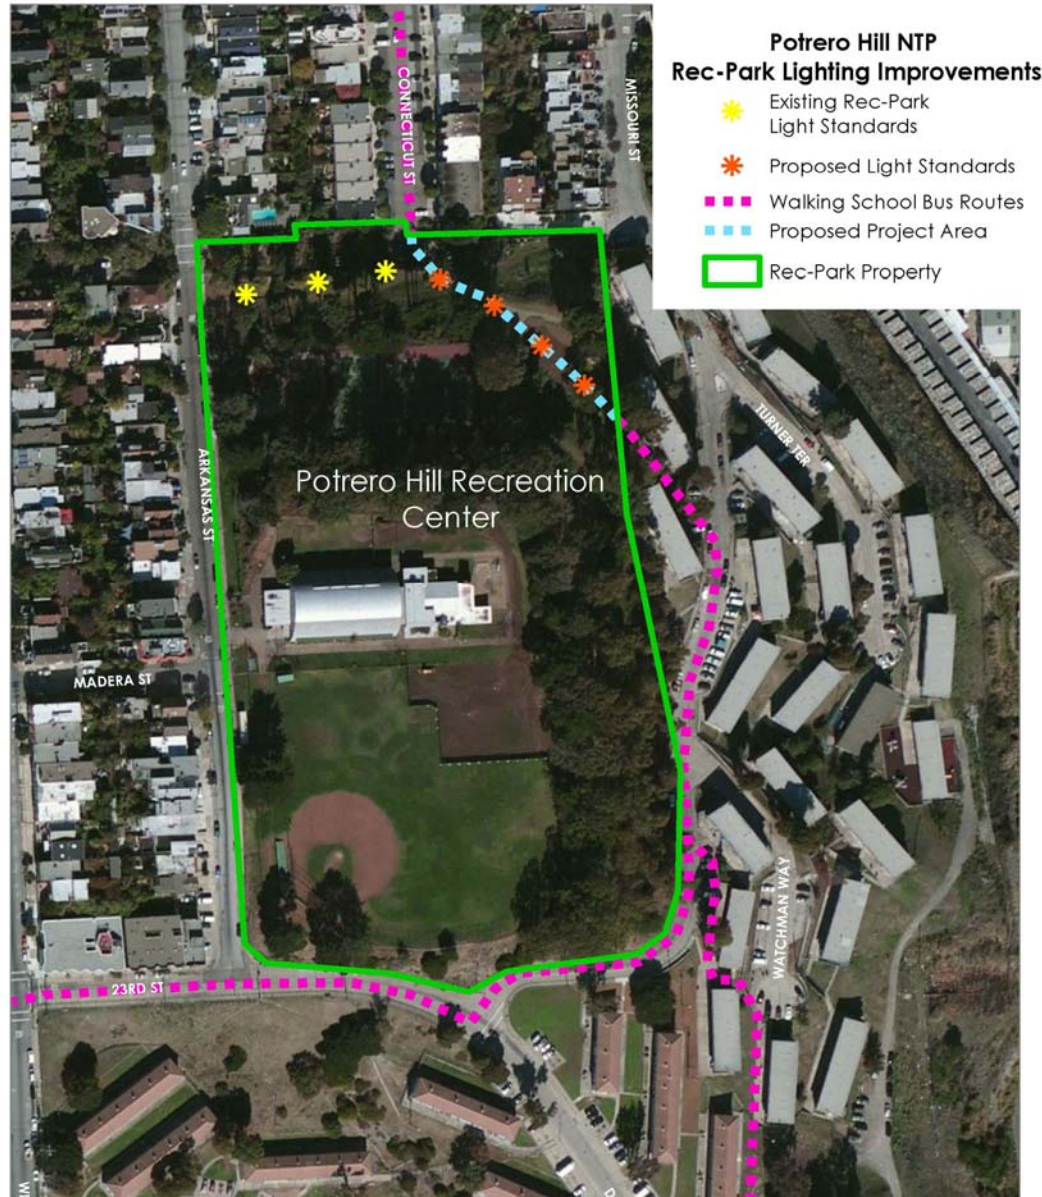 Potrero Hill NTP
Rec-Park Lighting Improvements
Existing Rec-Park
Light Standards
Proposed Light Standards
Walking School Bus Routes
Proposed Project Area
Rec-Park Property
CONNECTICUT ST
MISSOURI ST
TURNER TER
ARKANSAS ST
Potrero Hill Recreation
Center
MADERA ST
WATCHMAN WAY
23RD ST